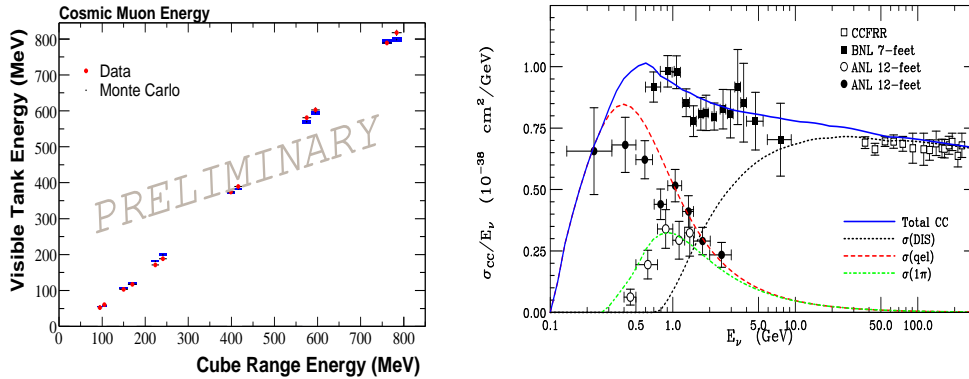 Cosmic Muon Energy
Visible Tank Energy (MeV)
800
700
600
500
400
300
200
100
0
Data
Monte Carlo
PRELIMINARY
0 100 200 300 400 500 600 700 800
Cube Range Energy (MeV)
σCC/Eν (10⁻³⁸ cm²/GeV)
1.00
0.75
0.50
0.25
0.00
CCFRR
BNL 7-feet
ANL 12-feet
ANL 12-feet
Total CC
σ(DIS)
σ(qel)
σ(1π)
0.1 0.5 1.0 5.0 10.0 50.0 100.0
Eν (GeV)